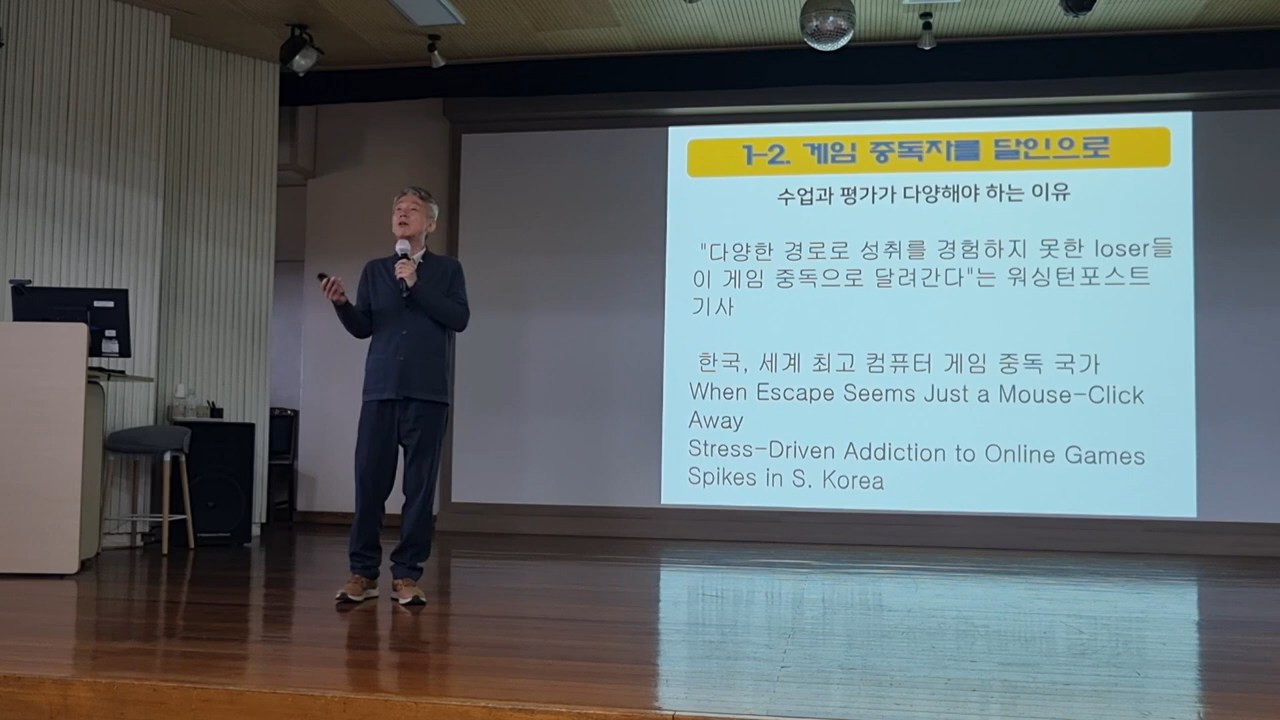 1-2. 게임 중독자를 달인으로
수업과 평가가 다양해야 하는 이유
"다양한 경로로 성취를 경험하지 못한 loser들
이 게임 중독으로 달려간다"는 워싱턴포스트
기사
한국, 세계 최고 컴퓨터 게임 중독 국가
When Escape Seems Just a Mouse-Click
Away
Stress-Driven Addiction to Online Games
Spikes in S. Korea